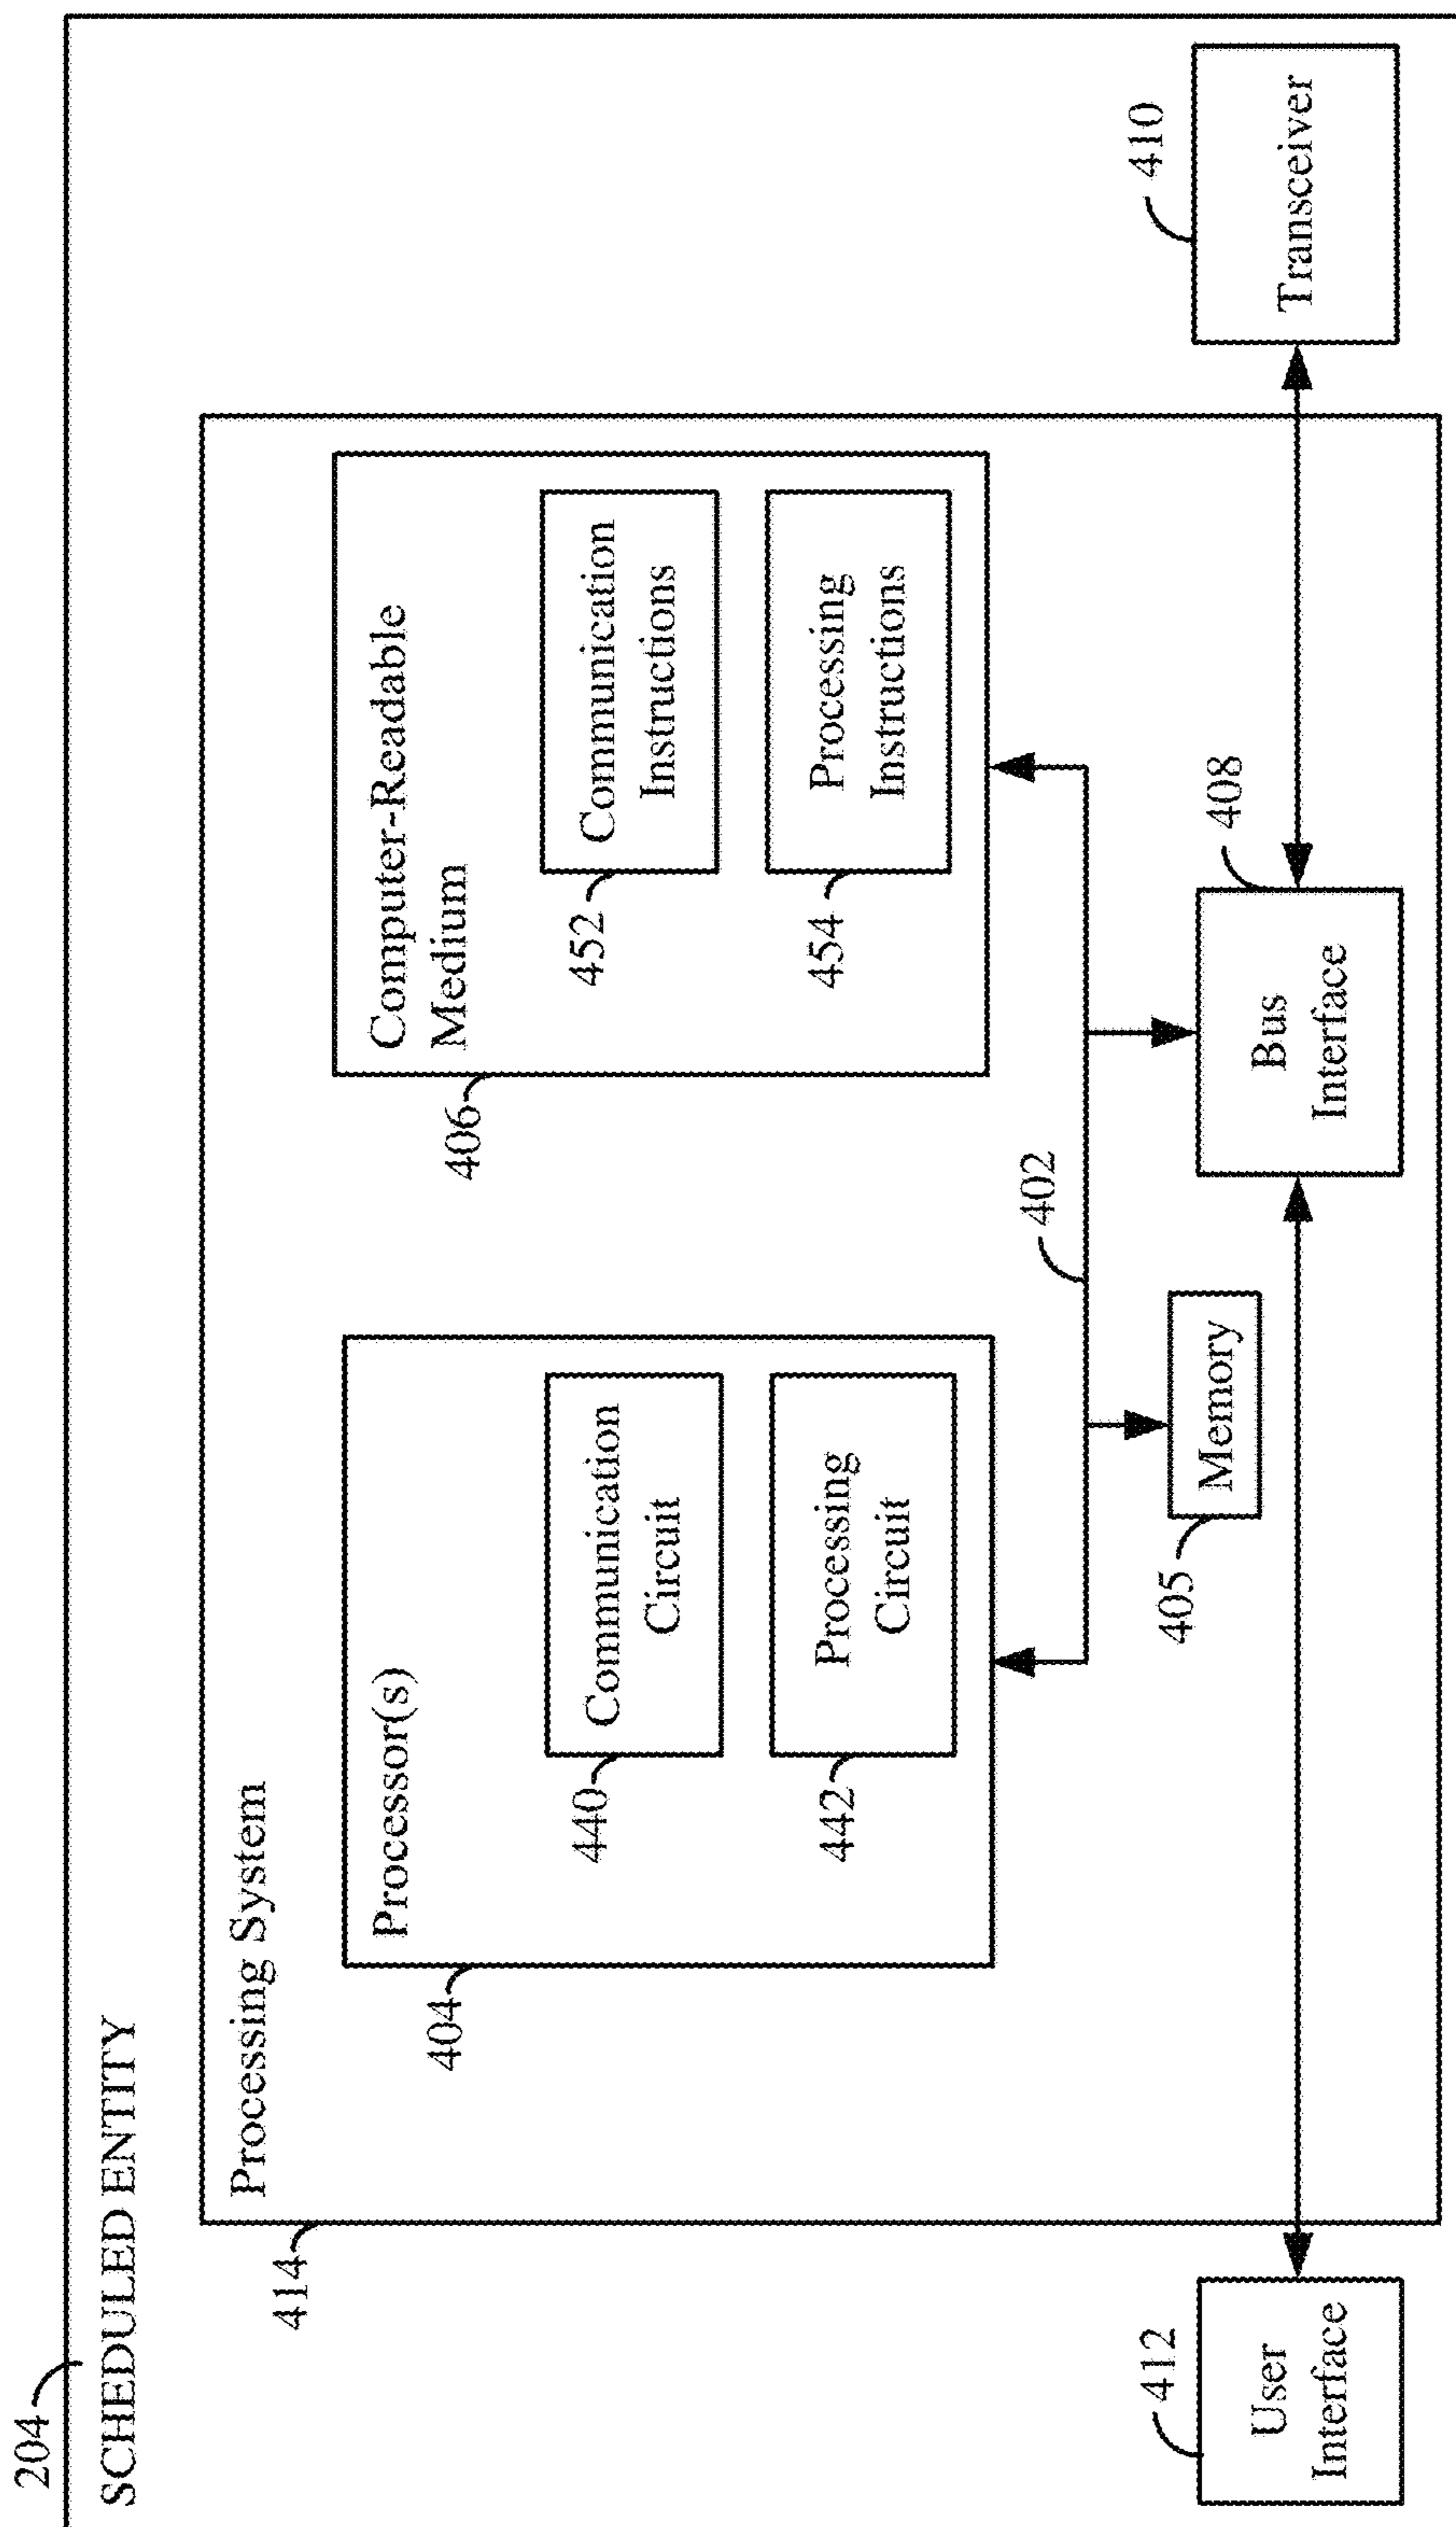 204
SCHEDULED ENTITY
414
Processing System
404
Processor(s)
440
Communication
Circuit
442
Processing
Circuit
406
Computer-Readable
Medium
452
Communication
Instructions
454
Processing
Instructions
402
405
Memory
408
Bus
Interface
412
User
Interface
410
Transceiver